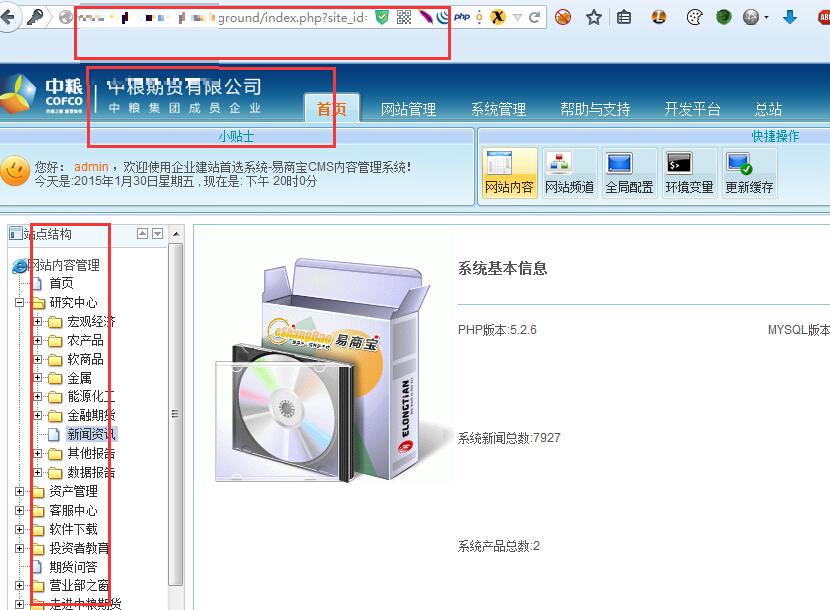 ground/index.php?site_id=
php
中粮
COFCO
中粮期货有限公司
中粮集团成员企业
首页
网站管理
系统管理
帮助与支持
开发平台
总站
小贴士
快捷操作
您好： admin ，欢迎使用企业建站首选系统-易商宝CMS内容管理系统!
今天是:2015年1月30日星期五 , 现在是: 下午 20时0分
网站内容
网站频道
全局配置
环境变量
更新缓存
站点结构
网站内容管理
首页
研究中心
宏观经济
农产品
软商品
金属
能源化工
金融期货
新闻资讯
其他报告
数据报告
资产管理
客服中心
软件下载
投资者教育
期货问答
营业部之窗
走进中粮期货
eShangBao 易商宝
ELONGTIAN
系统基本信息
PHP版本:5.2.6
MYSQL版本
系统新闻总数:7927
系统产品总数:2